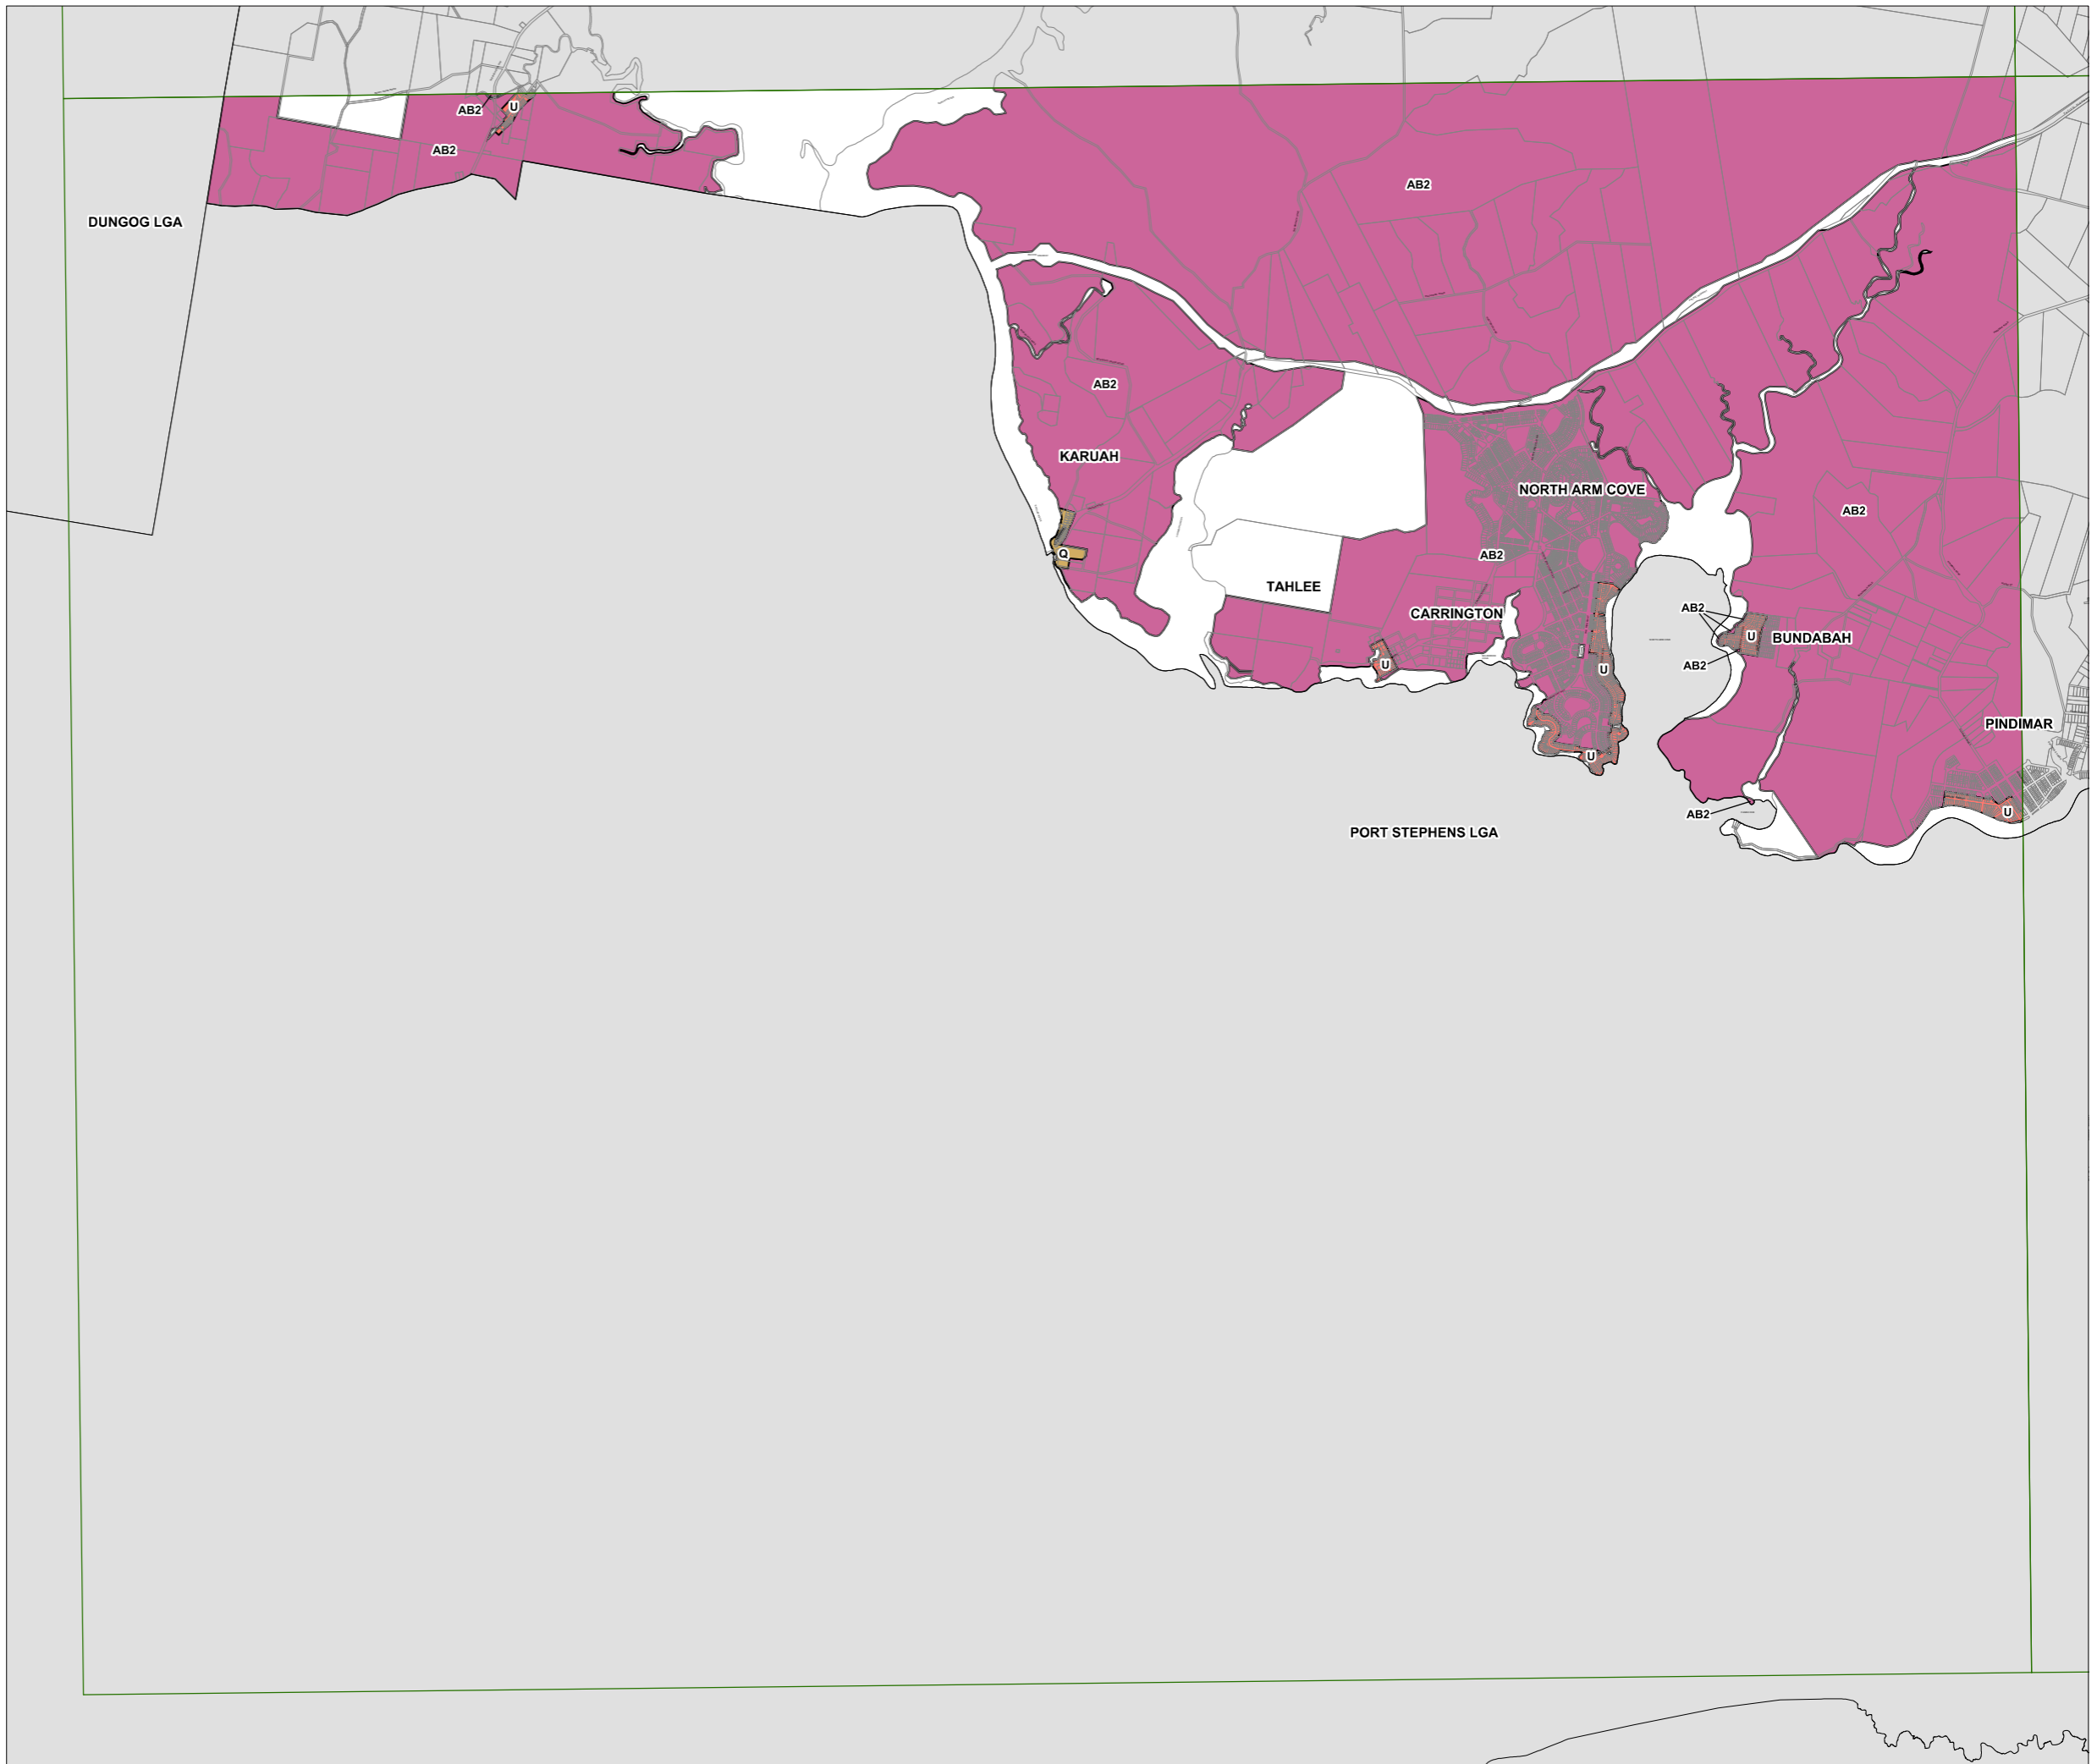 AB2
U
AB2
AB2
DUNGOG LGA
AB2
KARUAH
NORTH ARM COVE
AB2
Q
AB2
TAHLEE
CARRINGTON
AB2
U
BUNDABAH
AB2
U
U
PINDIMAR
U
AB2
U
PORT STEPHENS LGA